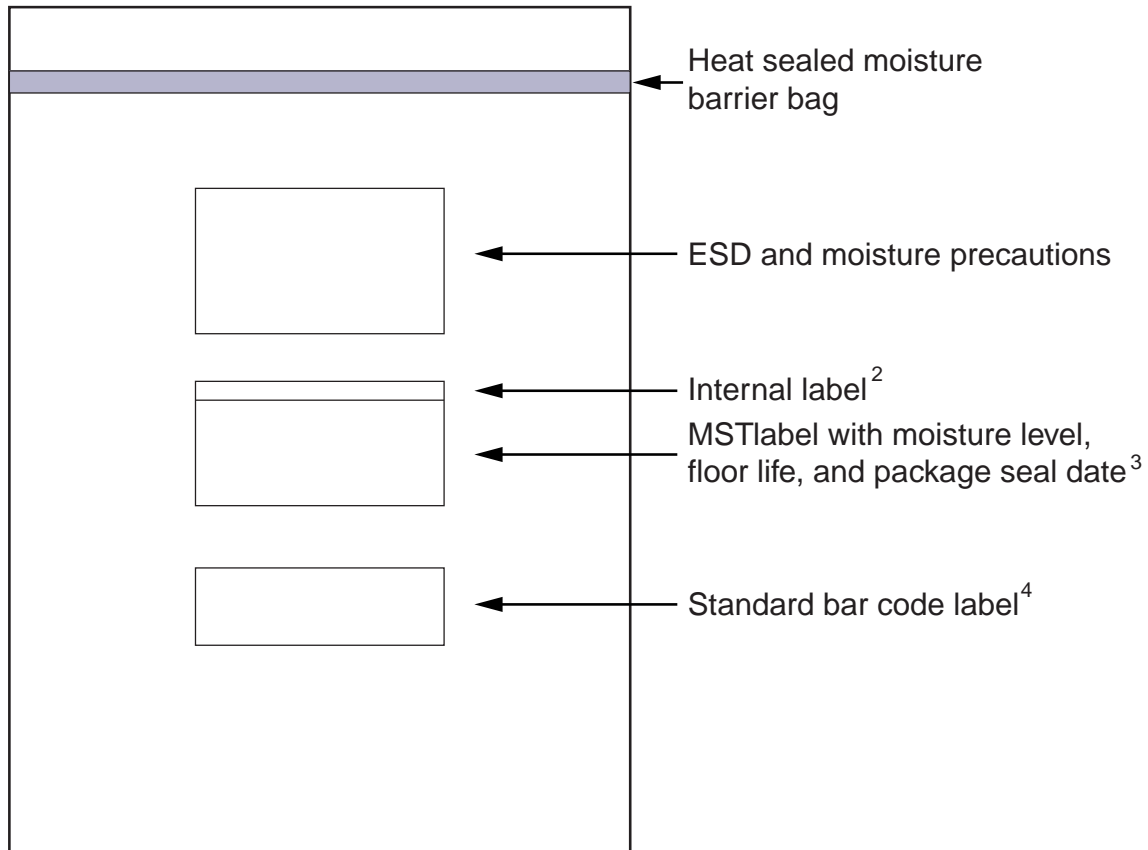 Heat sealed moisture
barrier bag
ESD and moisture precautions
Internal label²
MSTlabel with moisture level,
floor life, and package seal date³
Standard bar code label⁴